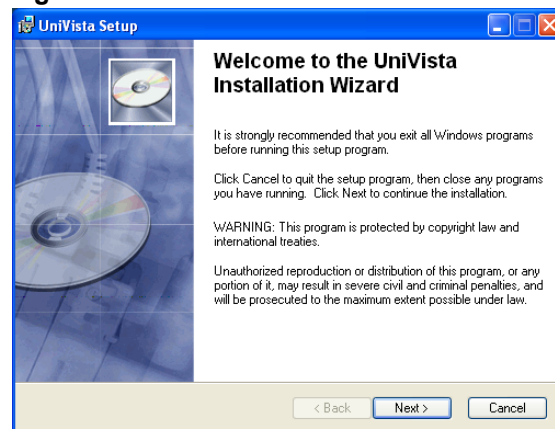 UniVista Setup
Welcome to the UniVista
Installation Wizard
It is strongly recommended that you exit all Windows programs
before running this setup program.
Click Cancel to quit the setup program, then close any programs
you have running. Click Next to continue the installation.
WARNING: This program is protected by copyright law and
international treaties.
Unauthorized reproduction or distribution of this program, or any
portion of it, may result in severe civil and criminal penalties, and
will be prosecuted to the maximum extent possible under law.
< Back Next > Cancel